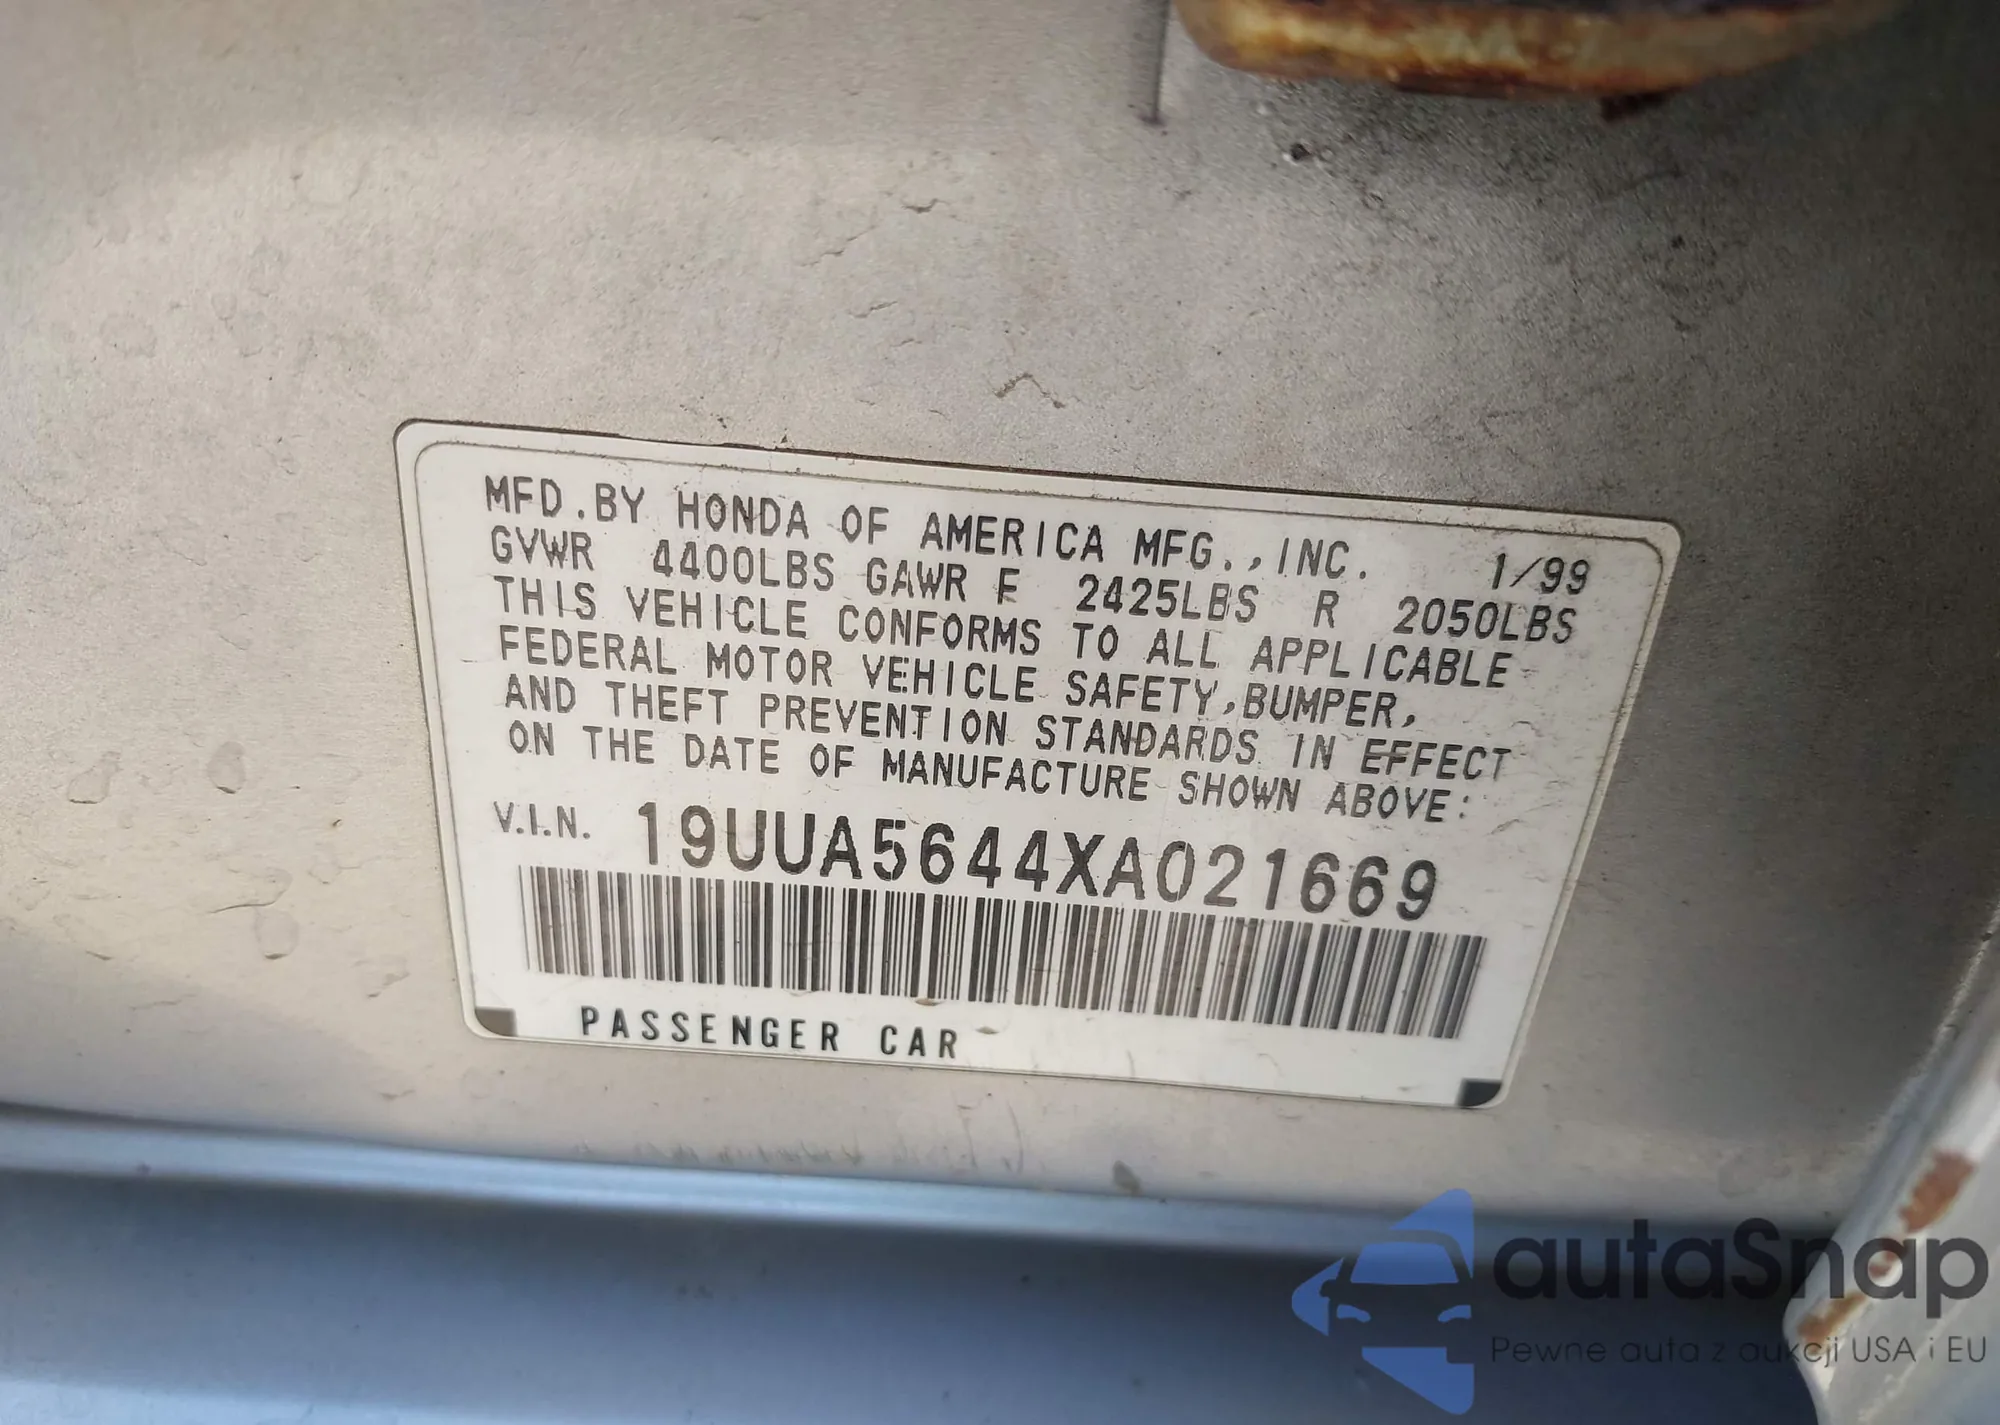 MFD.BY HONDA OF AMERICA MFG.,INC. 1/99
GVWR 4400LBS GAWR F 2425LBS R 2050LBS
THIS VEHICLE CONFORMS TO ALL APPLICABLE
FEDERAL MOTOR VEHICLE SAFETY,BUMPER,
AND THEFT PREVENTION STANDARDS IN EFFECT
ON THE DATE OF MANUFACTURE SHOWN ABOVE:
V.I.N. 19UUA5644XA021669
PASSENGER CAR
autaSnap
Pewne auta z aukcji USA i EU